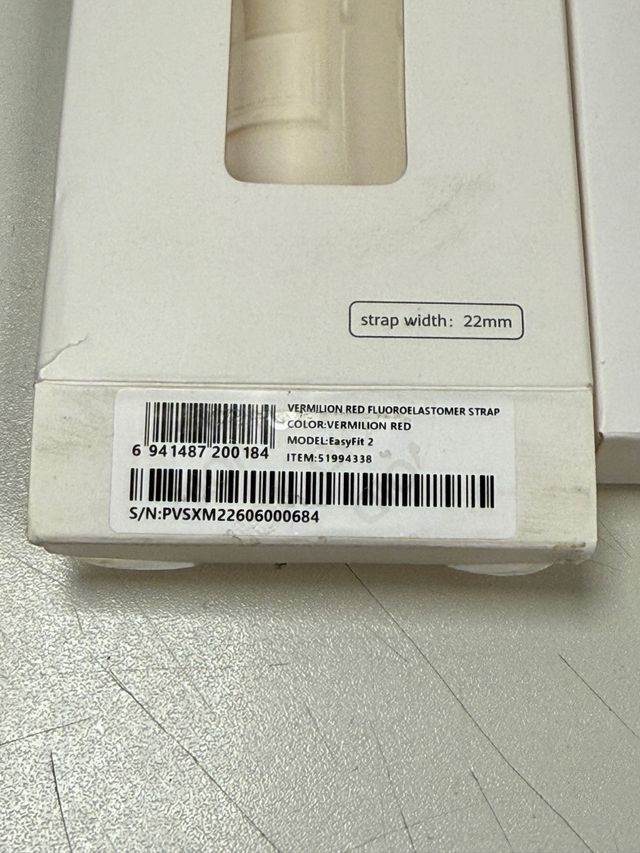 strap width: 22mm
VERMILION RED FLUOROELASTOMER STRAP
COLOR:VERMILION RED
MODEL:EasyFit 2
ITEM:51994338
6 941487 200184
S/N:PVSXM22606000684